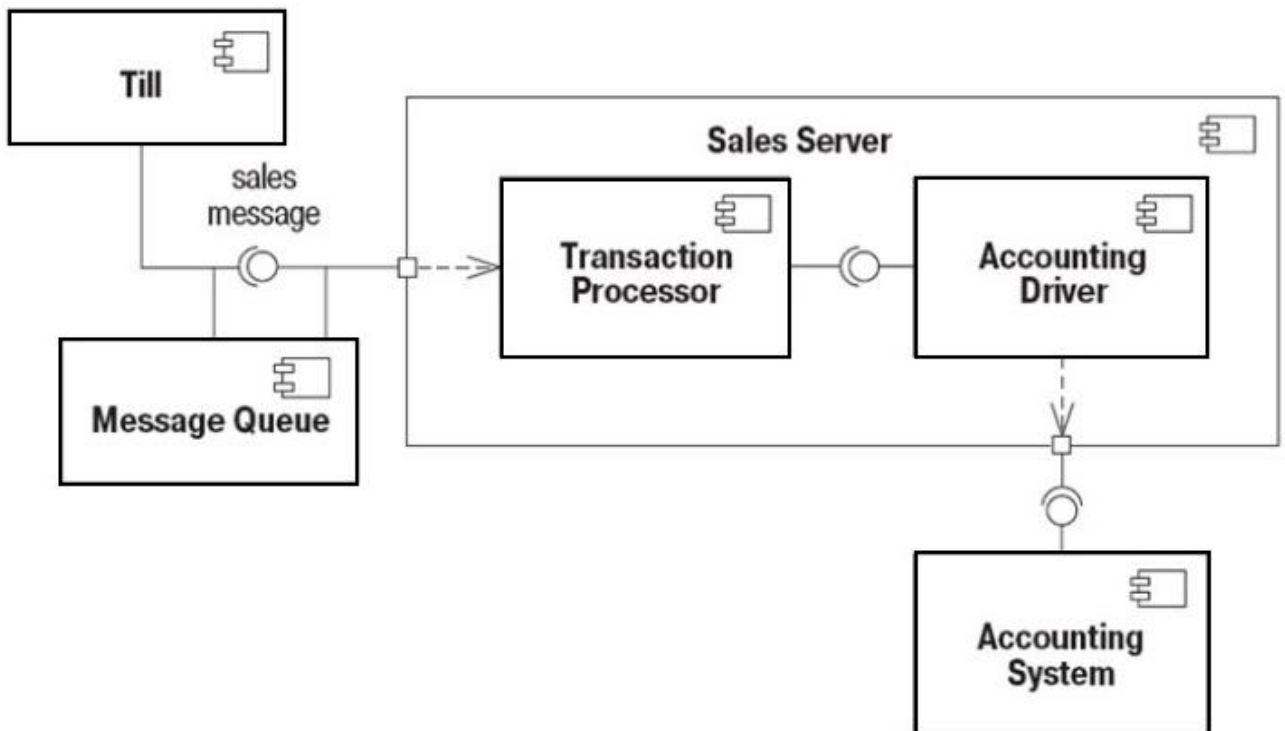 Till
sales
message
Sales Server
Transaction
Processor
Accounting
Driver
Message Queue
Accounting
System